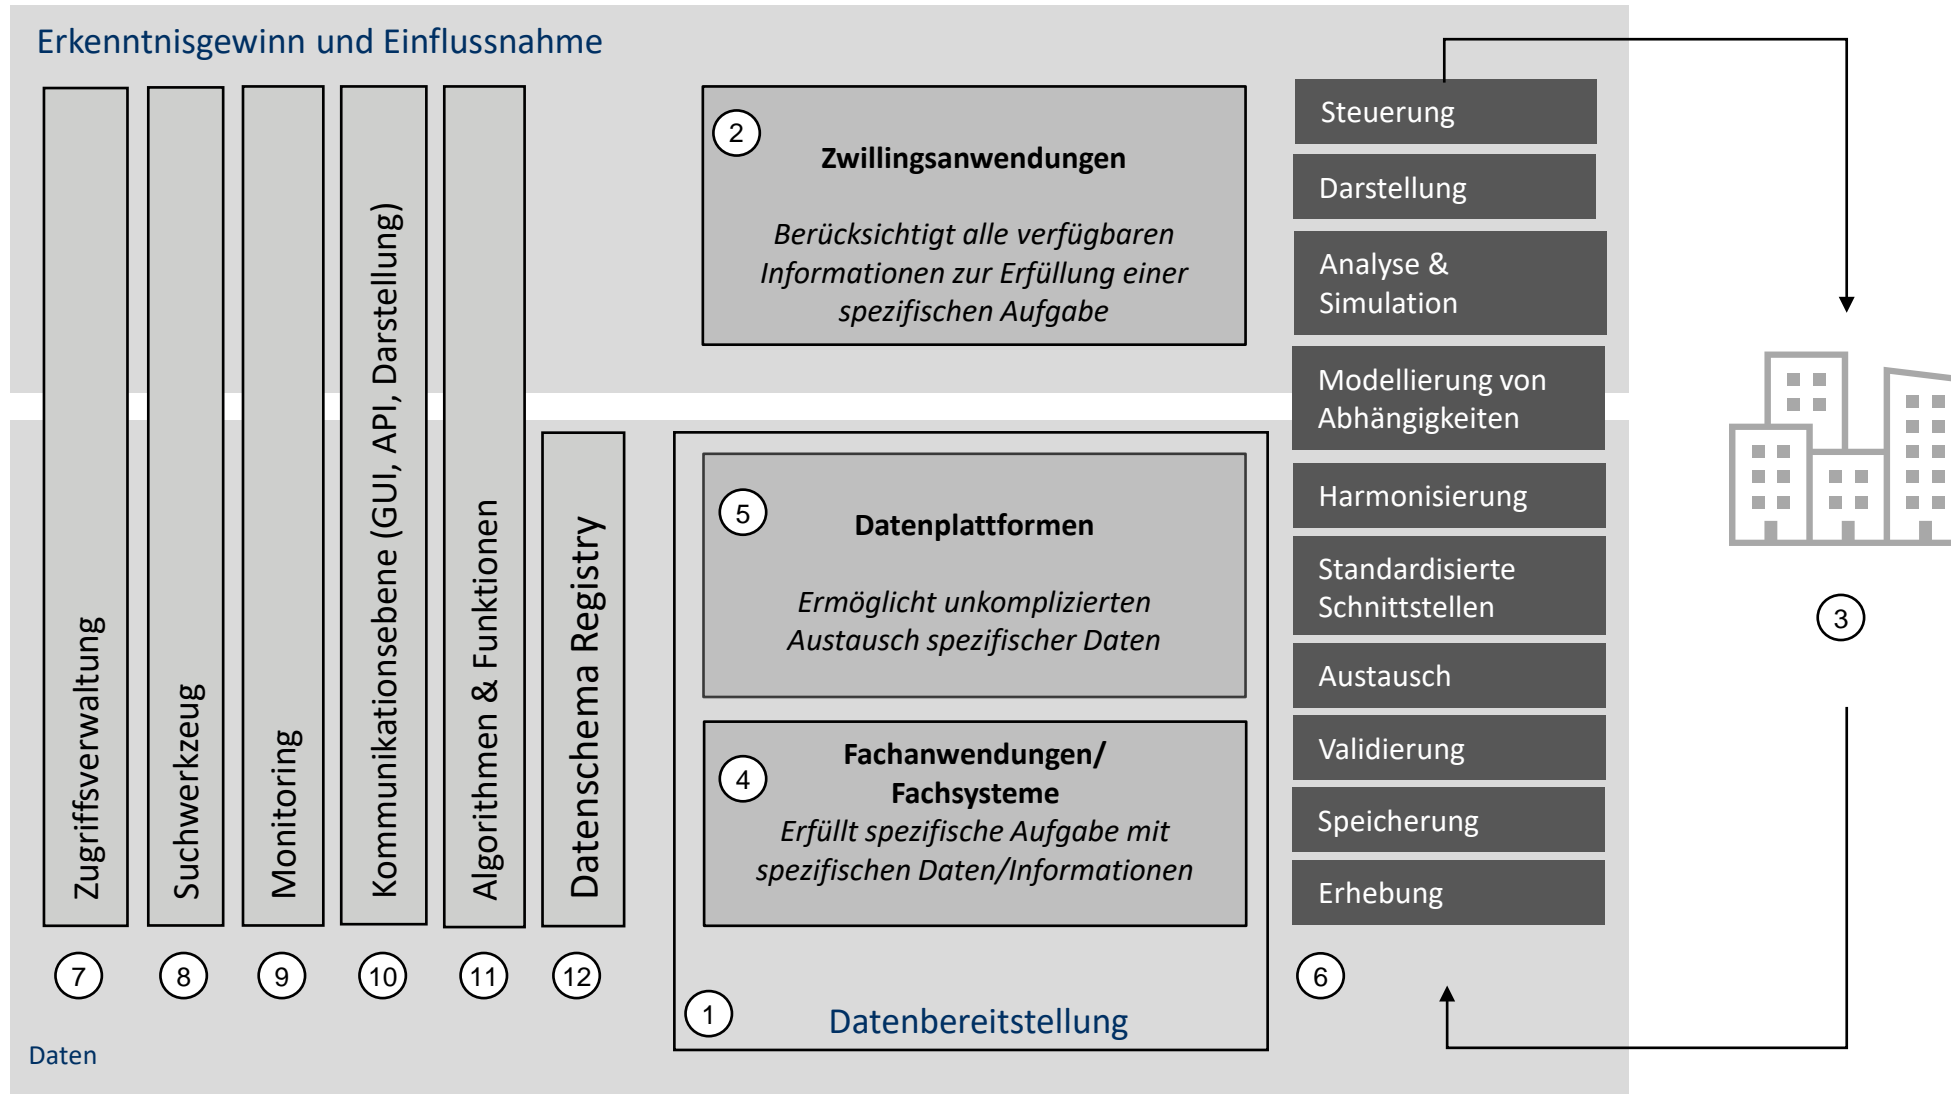 Erkenntnisgewinn und Einflussnahme
Zugriffsverwaltung
Suchwerkzeug
Monitoring
Kommunikationsebene (GUI, API, Darstellung)
Algorithmen & Funktionen
Datenschema Registry
7
8
9
10
11
12
Daten
2
Zwillingsanwendungen
Berücksichtigt alle verfügbaren
Informationen zur Erfüllung einer
spezifischen Aufgabe
5
Datenplattformen
Ermöglicht unkomplizierten
Austausch spezifischer Daten
4
Fachanwendungen/
Fachsysteme
Erfüllt spezifische Aufgabe mit
spezifischen Daten/Informationen
1
Datenbereitstellung
Steuerung
Darstellung
Analyse &
Simulation
Modellierung von
Abhängigkeiten
Harmonisierung
Standardisierte
Schnittstellen
Austausch
Validierung
Speicherung
Erhebung
6
3